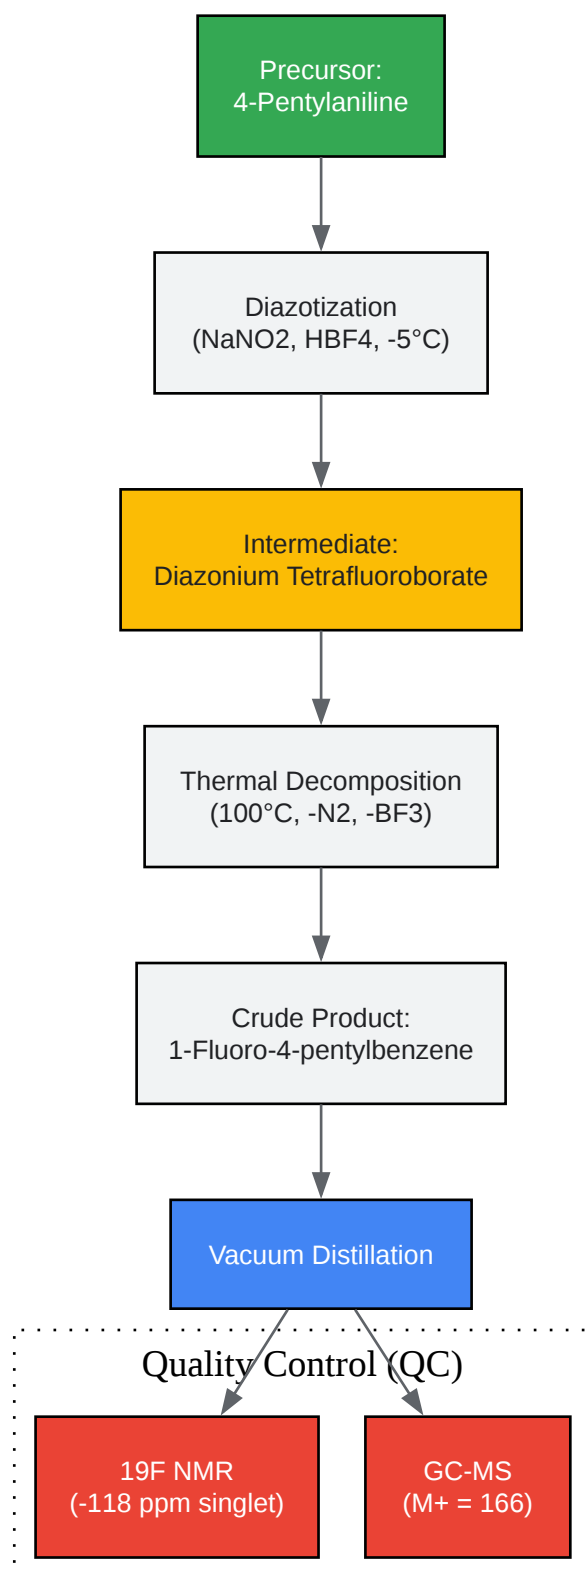 Precursor:
4-Pentylaniline
Diazotization
(NaNO2, HBF4, -5°C)
Intermediate:
Diazonium Tetrafluoroborate
Thermal Decomposition
(100°C, -N2, -BF3)
Crude Product:
1-Fluoro-4-pentylbenzene
Vacuum Distillation
Quality Control (QC)
19F NMR
(-118 ppm singlet)
GC-MS
(M+ = 166)